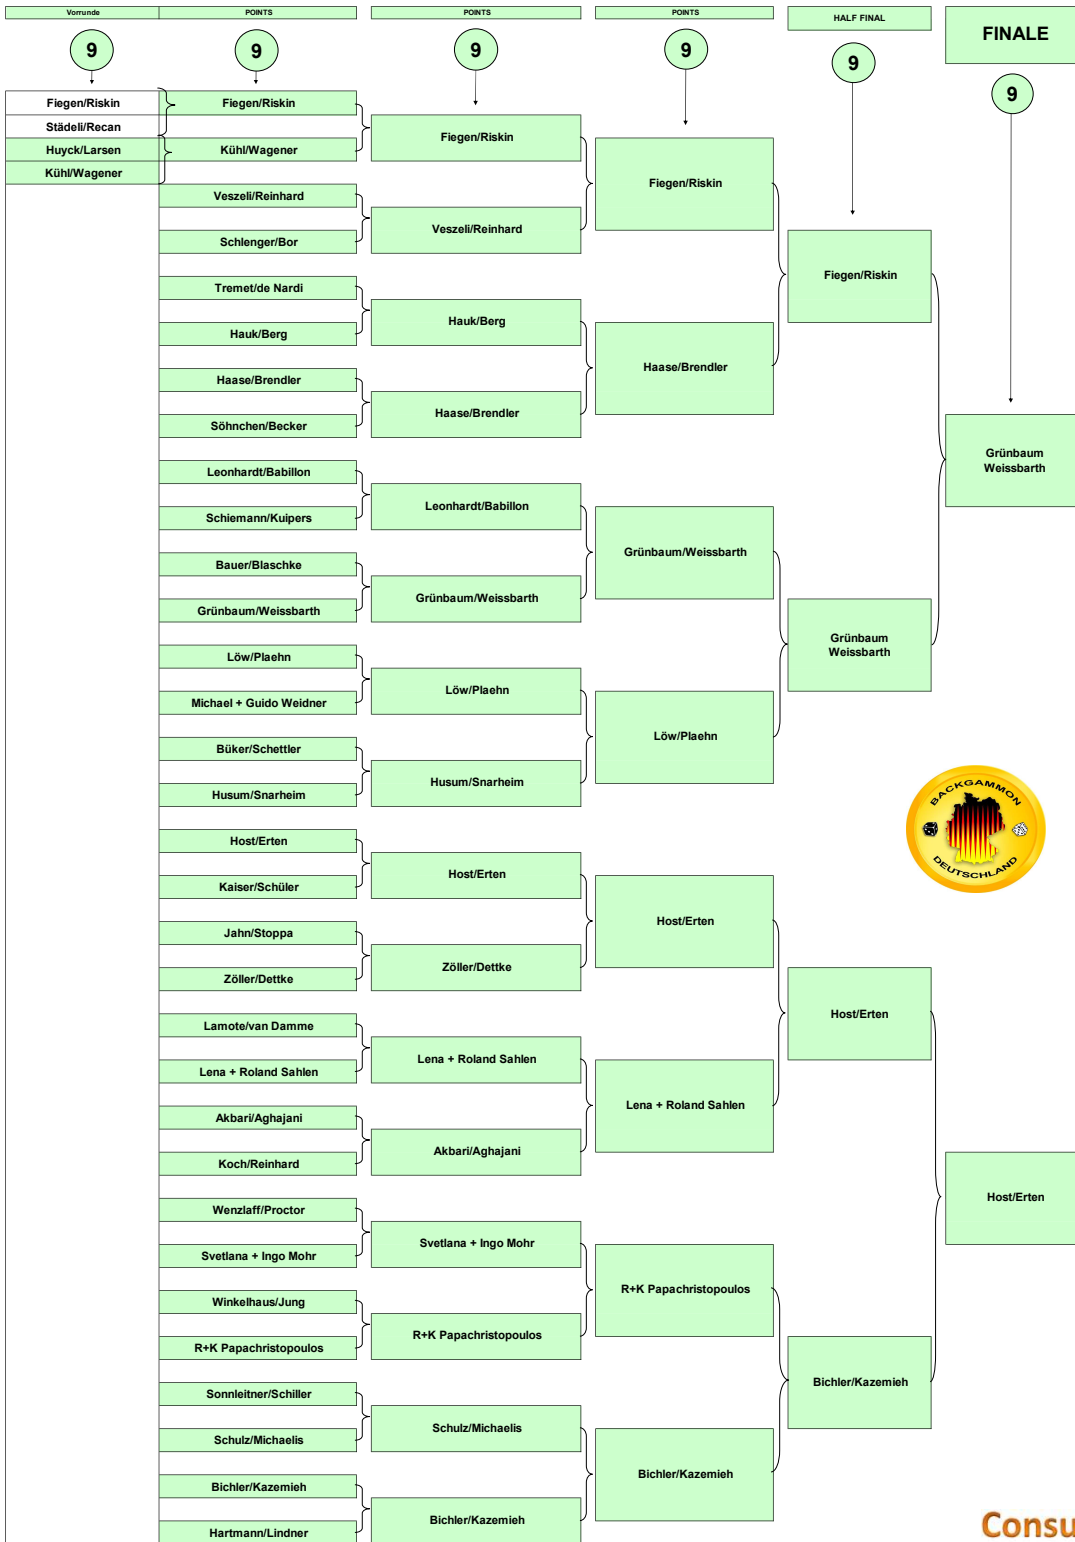 Vorrunde
POINTS
POINTS
POINTS
HALF FINAL
FINALE
9
9
9
9
9
9
Fiegen/Riskin
Städeli/Recan
Huyck/Larsen
Kühl/Wagener
Fiegen/Riskin
Kühl/Wagener
Veszeli/Reinhard
Schlenger/Bor
Tremet/de Nardi
Hauk/Berg
Haase/Brendler
Söhnchen/Becker
Leonhardt/Babillon
Schiemann/Kuipers
Bauer/Blaschke
Grünbaum/Weissbarth
Löw/Plaehn
Michael + Guido Weidner
Büker/Schettler
Husum/Snarheim
Host/Erten
Kaiser/Schüler
Jahn/Stoppa
Zöller/Dettke
Lamote/van Damme
Lena + Roland Sahlen
Akbari/Aghajani
Koch/Reinhard
Wenzlaff/Proctor
Svetlana + Ingo Mohr
Winkelhaus/Jung
R+K Papachristopoulos
Sonnleitner/Schiller
Schulz/Michaelis
Bichler/Kazemieh
Hartmann/Lindner
Fiegen/Riskin
Veszeli/Reinhard
Hauk/Berg
Haase/Brendler
Leonhardt/Babillon
Grünbaum/Weissbarth
Löw/Plaehn
Husum/Snarheim
Host/Erten
Zöller/Dettke
Lena + Roland Sahlen
Akbari/Aghajani
Svetlana + Ingo Mohr
R+K Papachristopoulos
Schulz/Michaelis
Bichler/Kazemieh
Fiegen/Riskin
Haase/Brendler
Grünbaum/Weissbarth
Löw/Plaehn
Host/Erten
Lena + Roland Sahlen
R+K Papachristopoulos
Bichler/Kazemieh
Fiegen/Riskin
Grünbaum
Weissbarth
Host/Erten
Bichler/Kazemieh
Grünbaum
Weissbarth
Host/Erten
BACKGAMMON
DEUTSCHLAND
Consu